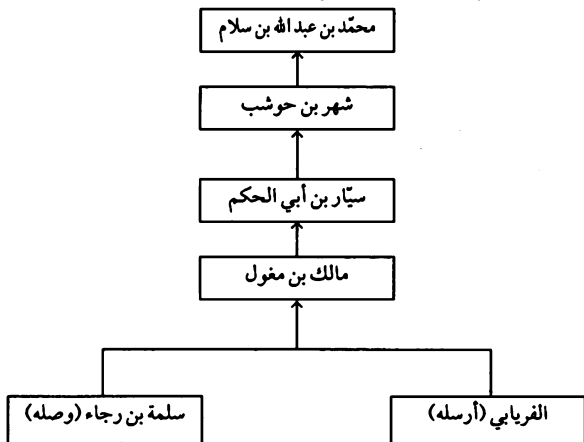 محمّد بن عبد الله بن سلام
شهر بن حوشب
سيّار بن أبي الحكم
مالك بن مغول
الفريابي (أرسله)
سلمة بن رجاء (وصله)